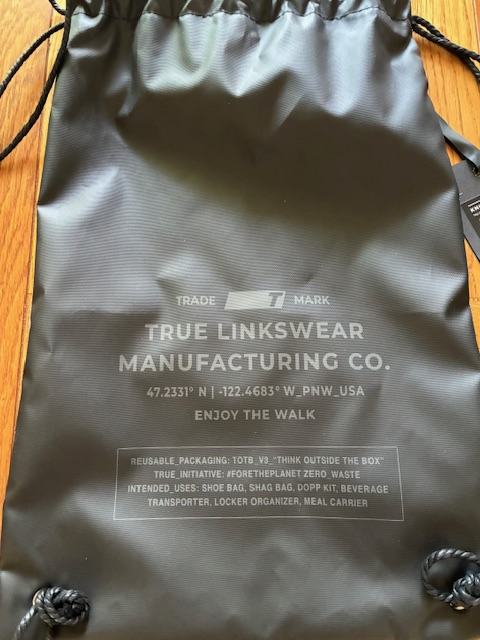 TRADE T MARK
TRUE LINKSWEAR
MANUFACTURING CO.
47.2331° N | -122.4683° W_PNW_USA
ENJOY THE WALK
REUSABLE_PACKAGING: TOTB_V3_"THINK OUTSIDE THE BOX"
TRUE_INITIATIVE: #FORETHEPLANET ZERO_WASTE
INTENDED_USES: SHOE BAG, SHAG BAG, DOPP KIT, BEVERAGE
TRANSPORTER, LOCKER ORGANIZER, MEAL CARRIER